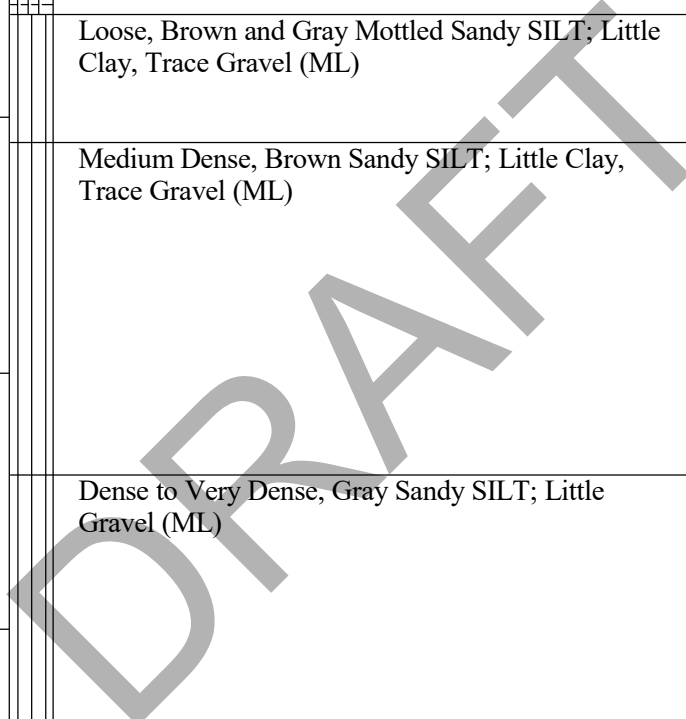 Loose, Brown and Gray Mottled Sandy SILT; Little
Clay, Trace Gravel (ML)
Medium Dense, Brown Sandy SILT; Little Clay,
Trace Gravel (ML)
Dense to Very Dense, Gray Sandy SILT; Little
Gravel (ML)
DRAFT